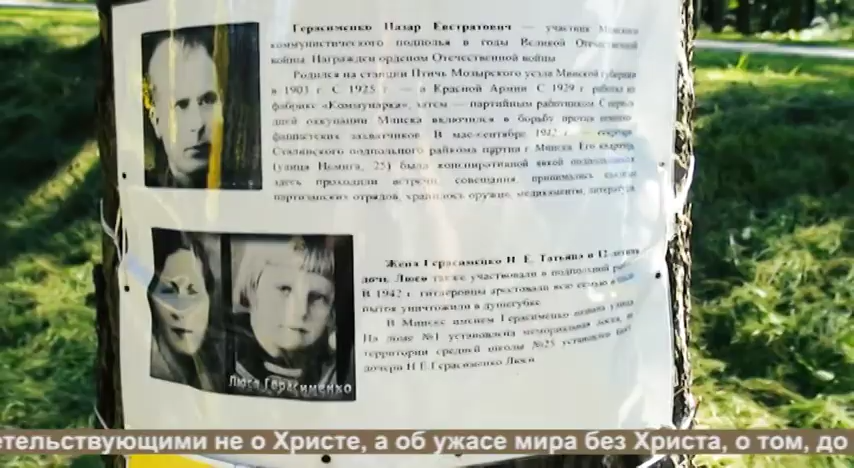 Герасименко Назар Евстратович — участник Минского
коммунистического подполья в годы Великой Отечественной
войны. Награжден орденом Отечественной войны
Родился на станции Птичь Мозырского уезда Минской губернии
в 1903 г. С 1925 г. — в Красной Армии. С 1929 г. работал на
фабрике «Коммунарка», затем — партийным работником. С первых
дней оккупации Минска включился в борьбу против немецко-
фашистских захватчиков. В мае-сентябре 1942 г. — секретарь
Сталинского подпольного райкома партии г. Минска. Его квартира
(улица Немига, 25) была конспиративной явкой подпольщиков
здесь проходили встречи, совещания, принимались
партизанских отрядов, хранилось оружие, медикаменты, литература
Жена Герасименко Н. Е. Татьяна и 12-летняя
дочь Люся также участвовали в подпольной
В 1942 г. гитлеровцы арестовали всю семью и после
пыток уничтожили в душегубке
В Минске именем Герасименко названа улица
На доме №1 установлена мемориальная доска, на
территории средней школы №25 установлен бюст
дочери Н.Е.Герасименко Люси
Люся Герасименко
етельствующими не о Христе, а об ужасе мира без Христа, о том, до